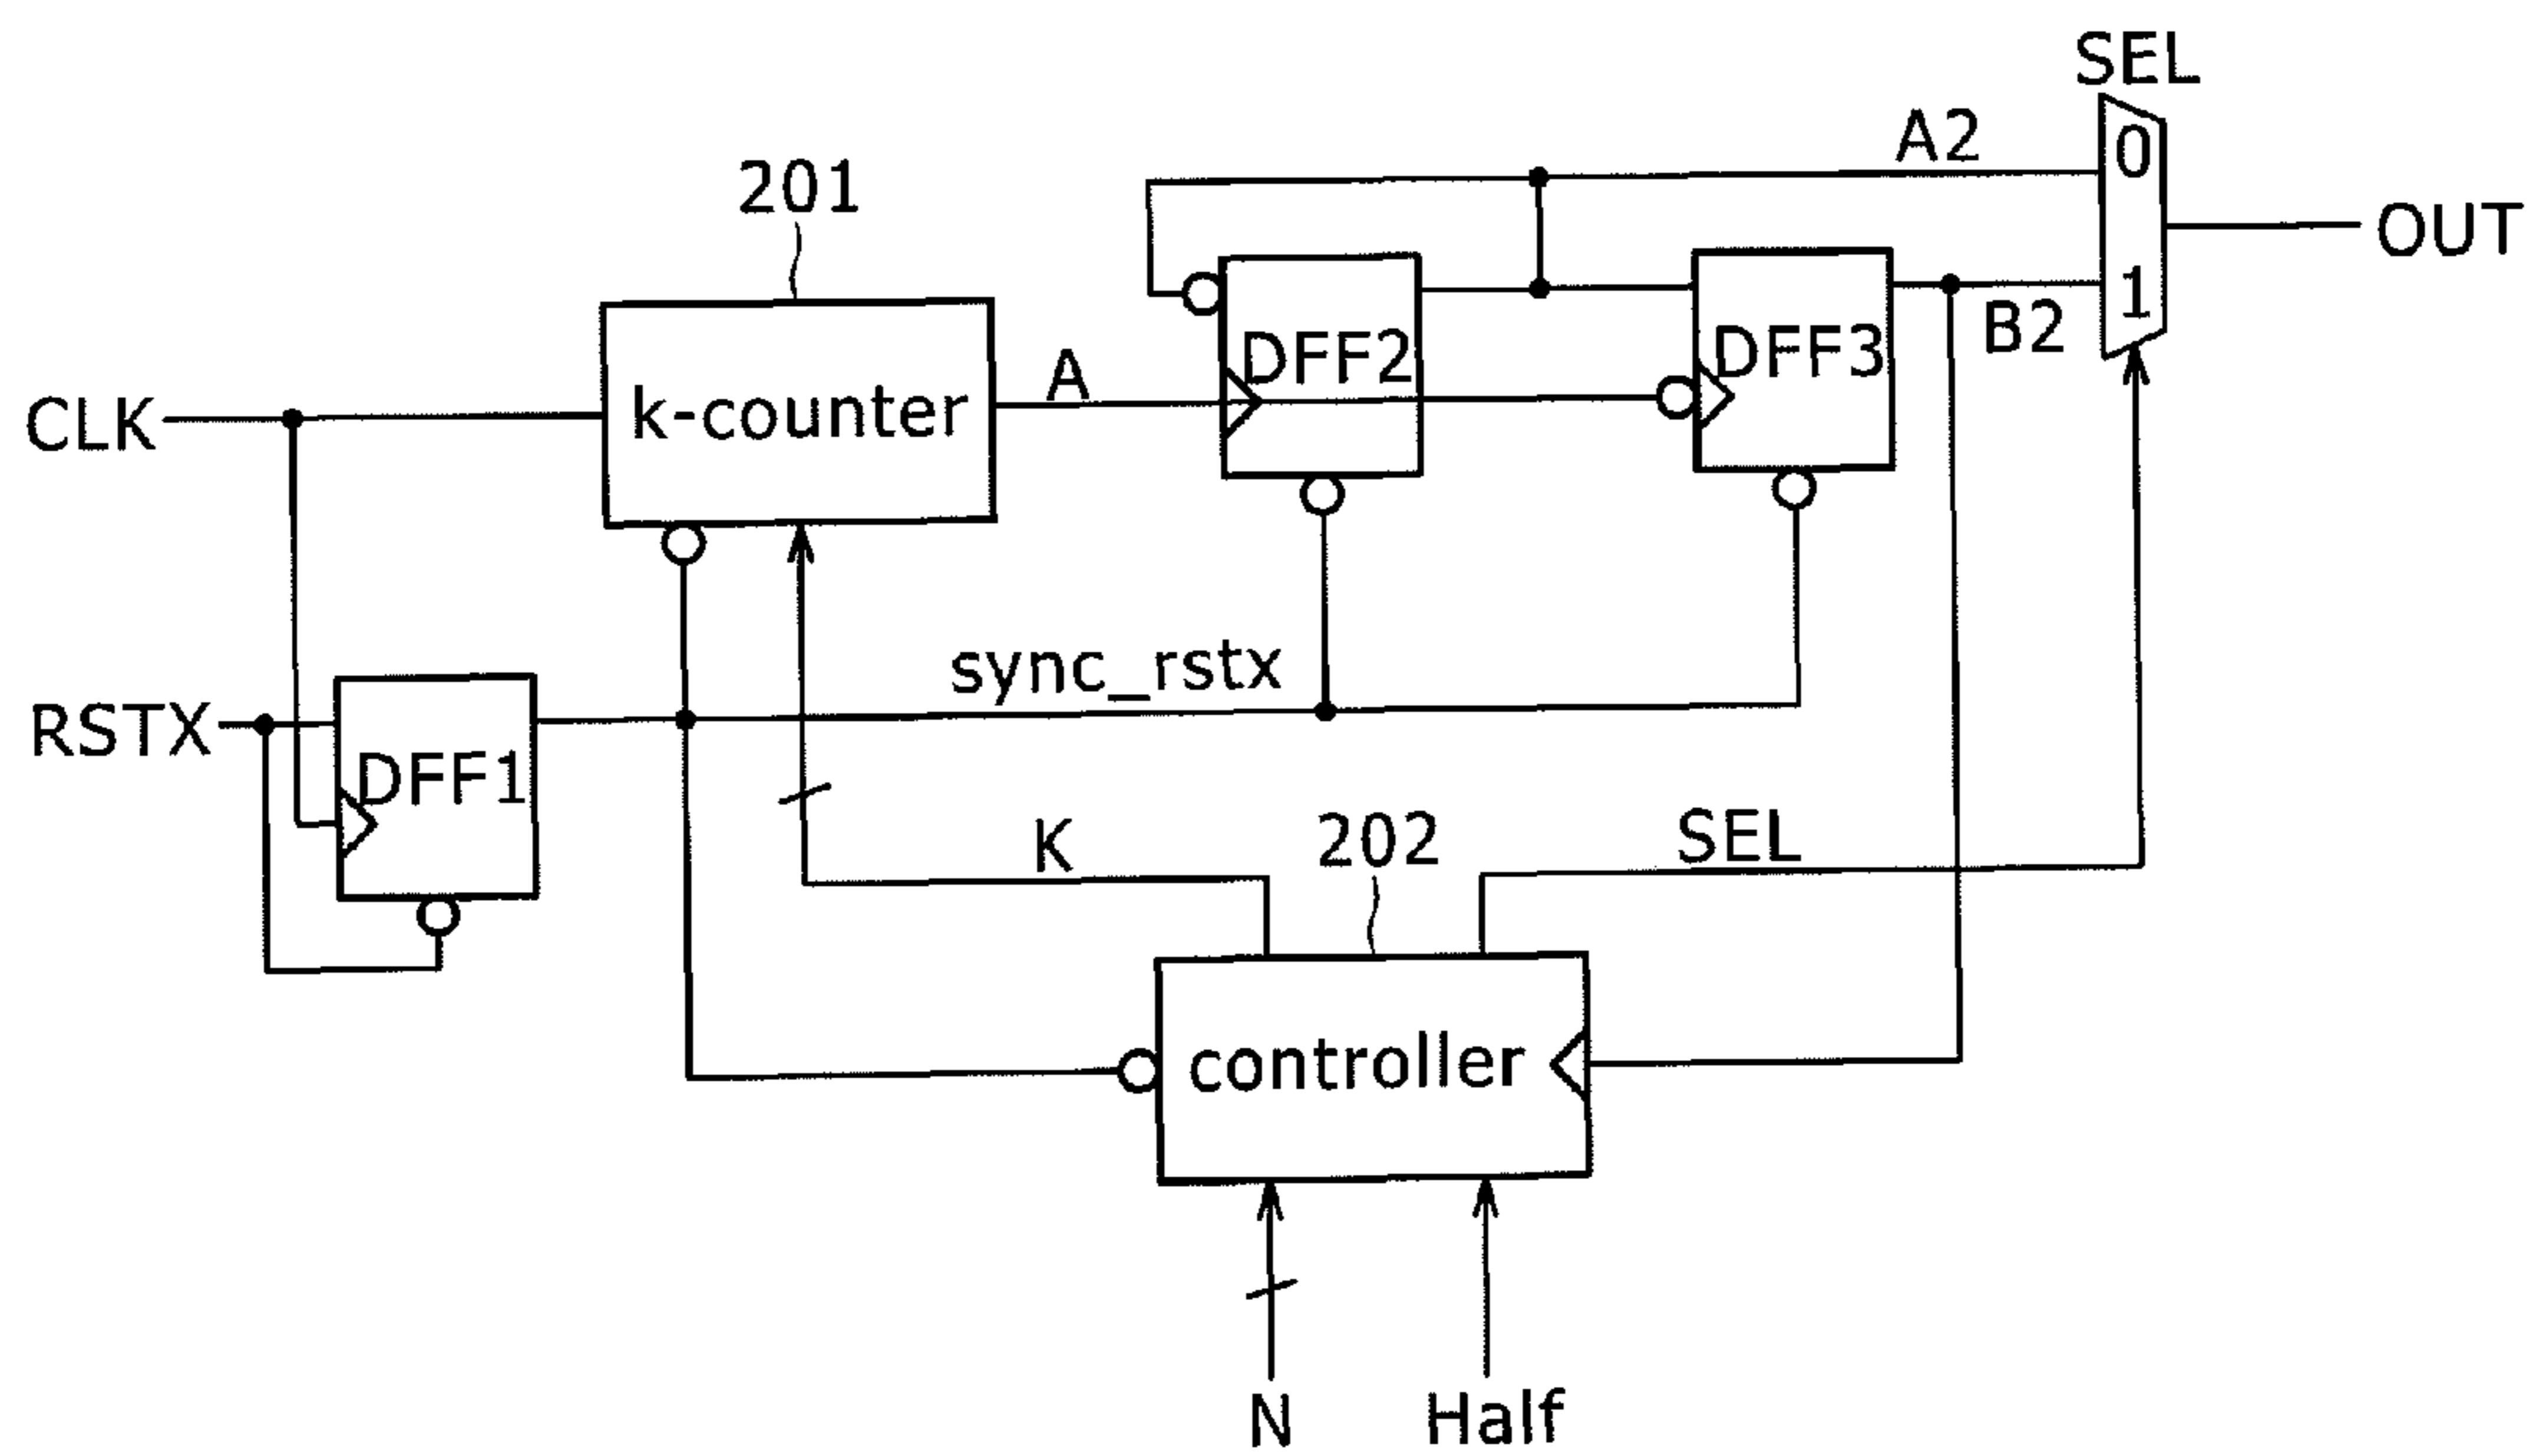 SEL
A2
0
201
OUT
1
DFF2
DFF3
B2
A
k-counter
CLK
sync_rstx
RSTX
DFF1
K
202
SEL
controller
N
Half